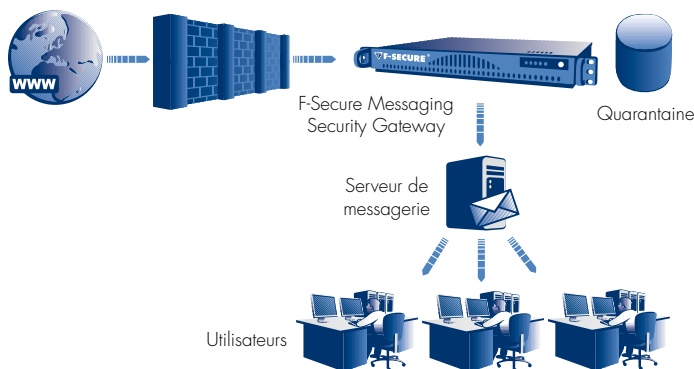 www
F-SECURE
F-Secure Messaging
Security Gateway
Quarantaine
Serveur de
messagerie
Utilisateurs